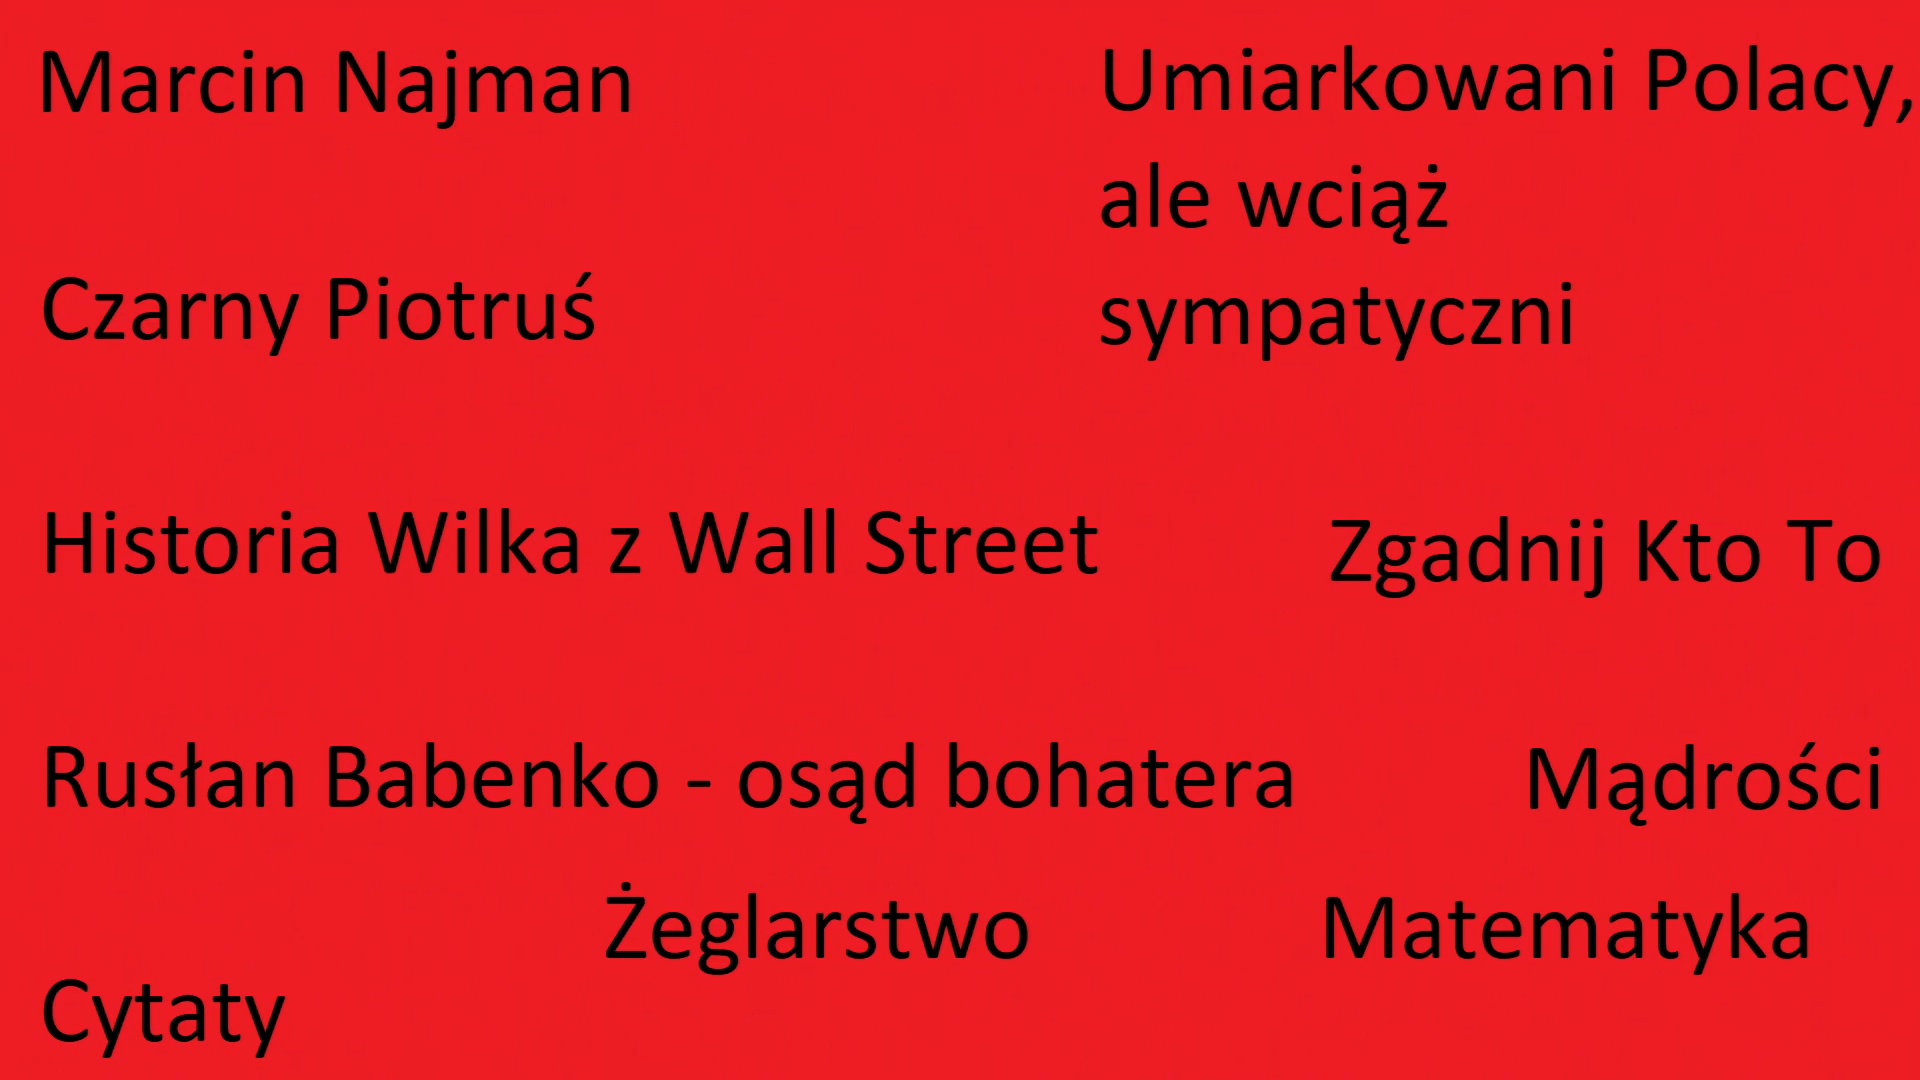 Marcin Najman
Umiarkowani Polacy,
ale wciąż
sympatyczni
Czarny Piotruś
Historia Wilka z Wall Street
Zgadnij Kto To
Rusłan Babenko - osąd bohatera
Mądrości
Żeglarstwo
Matematyka
Cytaty